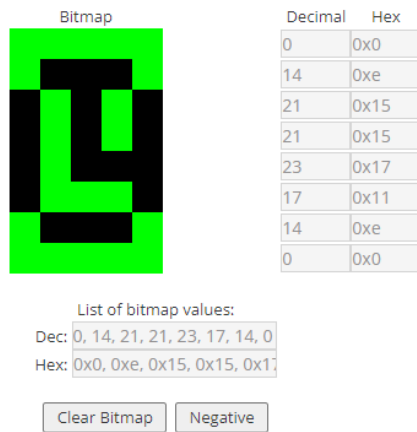 Bitmap Decimal Hex
0 0x0
14 0xe
21 0x15
21 0x15
23 0x17
17 0x11
14 0xe
0 0x0
List of bitmap values:
Dec: 0, 14, 21, 21, 23, 17, 14, 0
Hex: 0x0, 0xe, 0x15, 0x15, 0x17
Clear Bitmap Negative